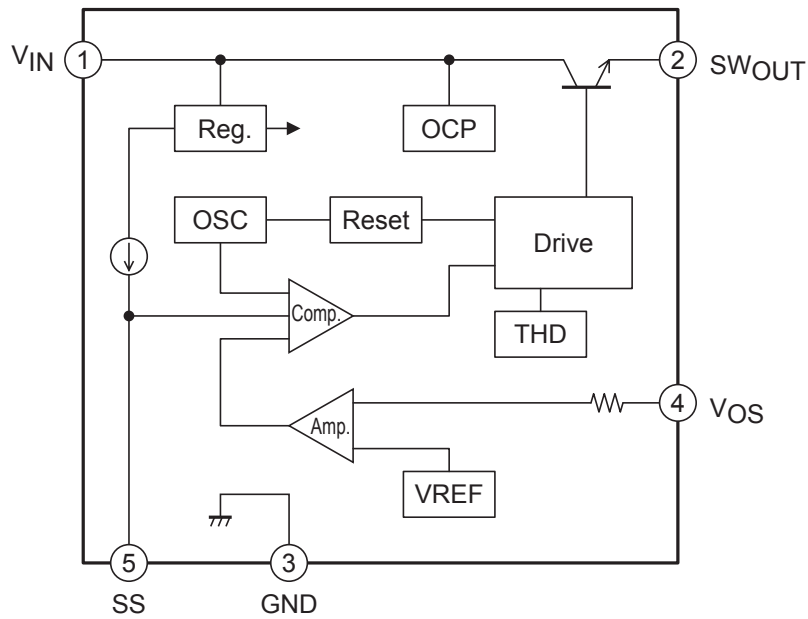 VIN 1
2 SWOUT
Reg.
OCP
OSC
Reset
Drive
Comp.
THD
4 VOS
Amp.
VREF
5
3
SS
GND